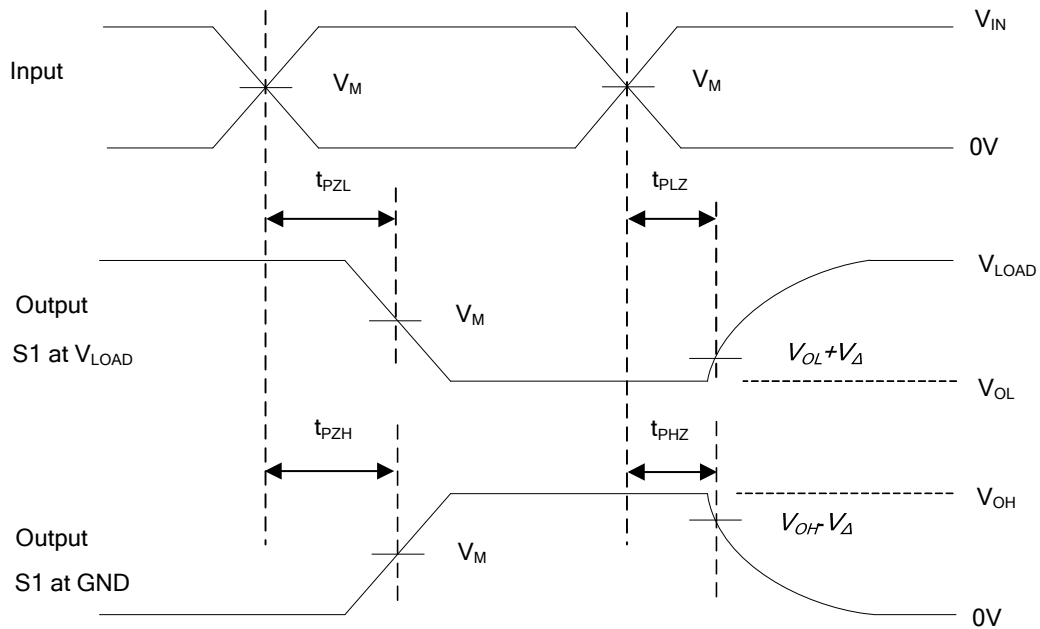 V_IN
Input
V_M V_M
0V
t_PZL t_PLZ
V_LOAD
Output
V_M
S1 at V_LOAD
V_OL+V_Δ
V_OL
t_PZH t_PHZ
V_OH
V_OH-V_Δ
Output
V_M
S1 at GND
0V